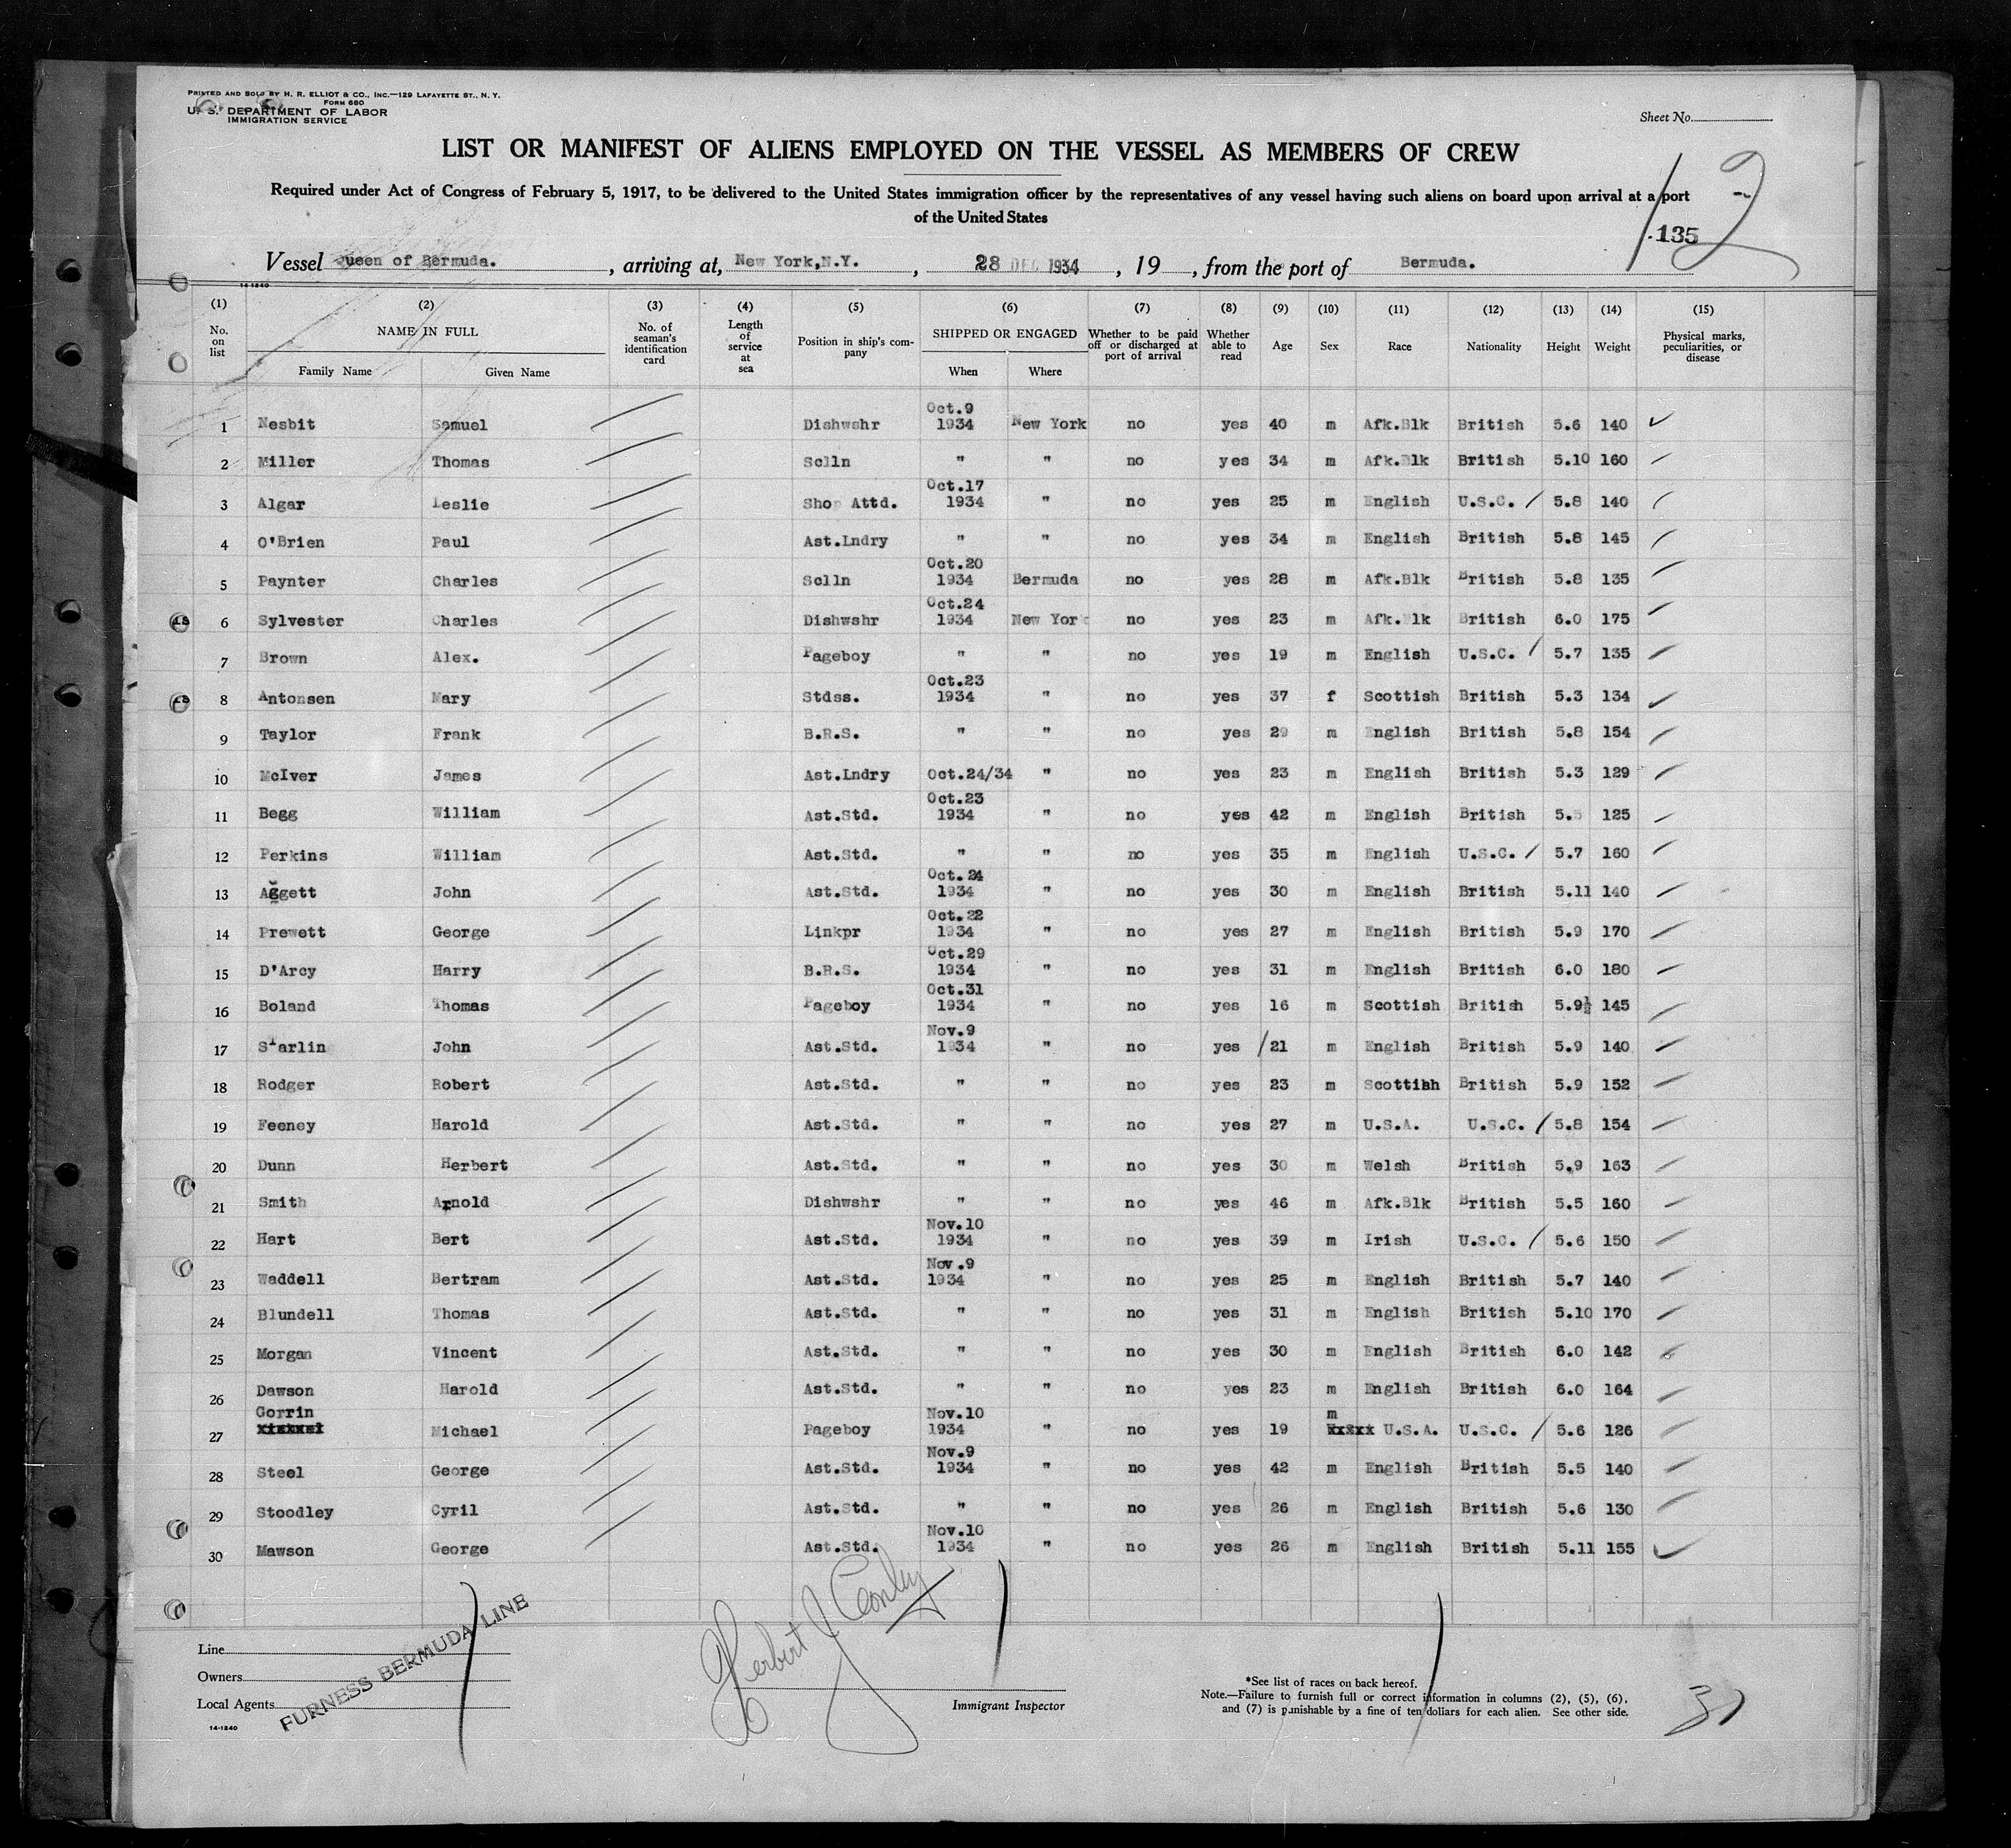 PRINTED AND SOLD BY H. R. ELLIOT & CO., INC.—129 LAFAYETTE ST., N. Y.
FORM 680
U. S. DEPARTMENT OF LABOR
IMMIGRATION SERVICE
Sheet No.
LIST OR MANIFEST OF ALIENS EMPLOYED ON THE VESSEL AS MEMBERS OF CREW
Required under Act of Congress of February 5, 1917, to be delivered to the United States immigration officer by the representatives of any vessel having such aliens on board upon arrival at a port
of the United States
135
Vessel Queen of Bermuda. , arriving at, New York,N.Y. , 28 DEC 1934 , 19 , from the port of Bermuda.
14-1240
(1) (2) (3) (4) (5) (6) (7) (8) (9) (10) (11) (12) (13) (14) (15)
No. on list NAME IN FULL Family Name Given Name No. of seaman's identification card Length of service at sea Position in ship's company SHIPPED OR ENGAGED When Where Whether to be paid off or discharged at port of arrival Whether able to read Age Sex Race Nationality Height Weight Physical marks, peculiarities, or disease
1 Nesbit Samuel Dishwshr Oct.9 1934 New York no yes 40 m Afk.Blk British 5.6 140
2 Miller Thomas Sclln " " no yes 34 m Afk.Blk British 5.10 160
3 Algar Leslie Shop Attd. Oct.17 1934 " no yes 25 m English U.S.C. 5.8 140
4 O'Brien Paul Ast.Lndry " " no yes 34 m English British 5.8 145
5 Paynter Charles Sclln Oct.20 1934 Bermuda no yes 28 m Afk.Blk British 5.8 135
6 Sylvester Charles Dishwshr Oct.24 1934 New York no yes 23 m Afk.Blk British 6.0 175
7 Brown Alex. Pageboy " " no yes 19 m English U.S.C. 5.7 135
8 Antonsen Mary Stdss. Oct.23 1934 " no yes 37 f Scottish British 5.3 134
9 Taylor Frank B.R.S. " " no yes 29 m English British 5.8 154
10 McIver James Ast.Lndry Oct.24/34 " no yes 23 m English British 5.3 129
11 Begg William Ast.Std. Oct.23 1934 " no yes 42 m English British 5.5 125
12 Perkins William Ast.Std. " " no yes 35 m English U.S.C. 5.7 160
13 Aggett John Ast.Std. Oct.24 1934 " no yes 30 m English British 5.11 140
14 Prewett George Linkpr Oct.22 1934 " no yes 27 m English British 5.9 170
15 D'Arcy Harry B.R.S. Oct.29 1934 " no yes 31 m English British 6.0 180
16 Boland Thomas Pageboy Oct.31 1934 " no yes 16 m Scottish British 5.9½ 145
17 Starling John Ast.Std. Nov.9 1934 " no yes 21 m English British 5.9 140
18 Rodger Robert Ast.Std. " " no yes 23 m Scottish British 5.9 152
19 Feeney Harold Ast.Std. " " no yes 27 m U.S.A. U.S.C. 5.8 154
20 Dunn Herbert Ast.Std. " " no yes 30 m Welsh British 5.9 163
21 Smith Arnold Dishwshr " " no yes 46 m Afk.Blk British 5.5 160
22 Hart Bert Ast.Std. Nov.10 1934 " no yes 39 m Irish U.S.C. 5.6 150
23 Waddell Bertram Ast.Std. Nov.9 1934 " no yes 25 m English British 5.7 140
24 Blundell Thomas Ast.Std. " " no yes 31 m English British 5.10 170
25 Morgan Vincent Ast.Std. " " no yes 30 m English British 6.0 142
26 Dawson Harold Ast.Std. " " no yes 23 m English British 6.0 164
27 Gorrin Michael Pageboy Nov.10 1934 " no yes 19 m U.S.A. U.S.C. 5.6 126
28 Steel George Ast.Std. Nov.9 1934 " no yes 42 m English British 5.5 140
29 Stoodley Cyril Ast.Std. " " no yes 26 m English British 5.6 130
30 Mawson George Ast.Std. Nov.10 1934 " no yes 26 m English British 5.11 155
Line
Owners
Local Agents
FURNESS BERMUDA LINE
14-1240
Herbert J Conley
Immigrant Inspector
*See list of races on back hereof.
Note.—Failure to furnish full or correct information in columns (2), (5), (6),
and (7) is punishable by a fine of ten dollars for each alien. See other side.